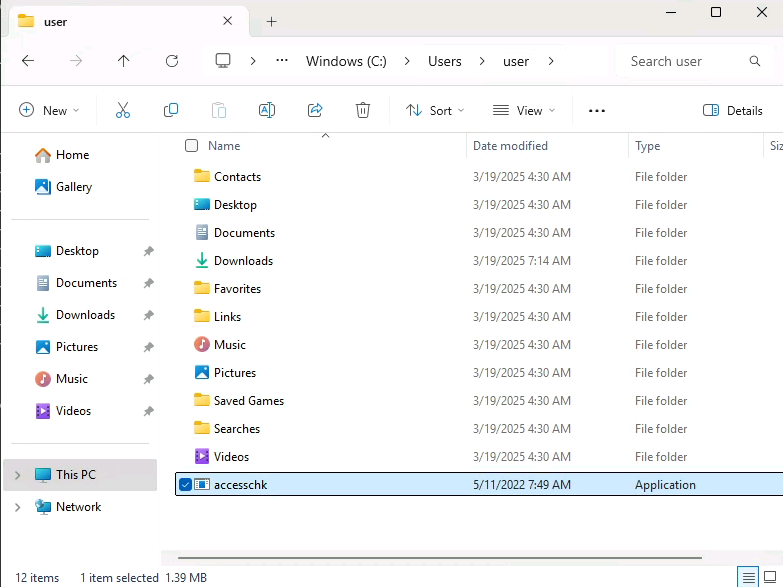 user
Windows (C:) Users user Search user
New Sort View Details
Home
Gallery
Desktop
Documents
Downloads
Pictures
Music
Videos
This PC
Network
Name Date modified Type Siz
Contacts 3/19/2025 4:30 AM File folder
Desktop 3/19/2025 4:30 AM File folder
Documents 3/19/2025 4:30 AM File folder
Downloads 3/19/2025 7:14 AM File folder
Favorites 3/19/2025 4:30 AM File folder
Links 3/19/2025 4:30 AM File folder
Music 3/19/2025 4:30 AM File folder
Pictures 3/19/2025 4:30 AM File folder
Saved Games 3/19/2025 4:30 AM File folder
Searches 3/19/2025 4:30 AM File folder
Videos 3/19/2025 4:30 AM File folder
accesschk 5/11/2022 7:49 AM Application
12 items 1 item selected 1.39 MB